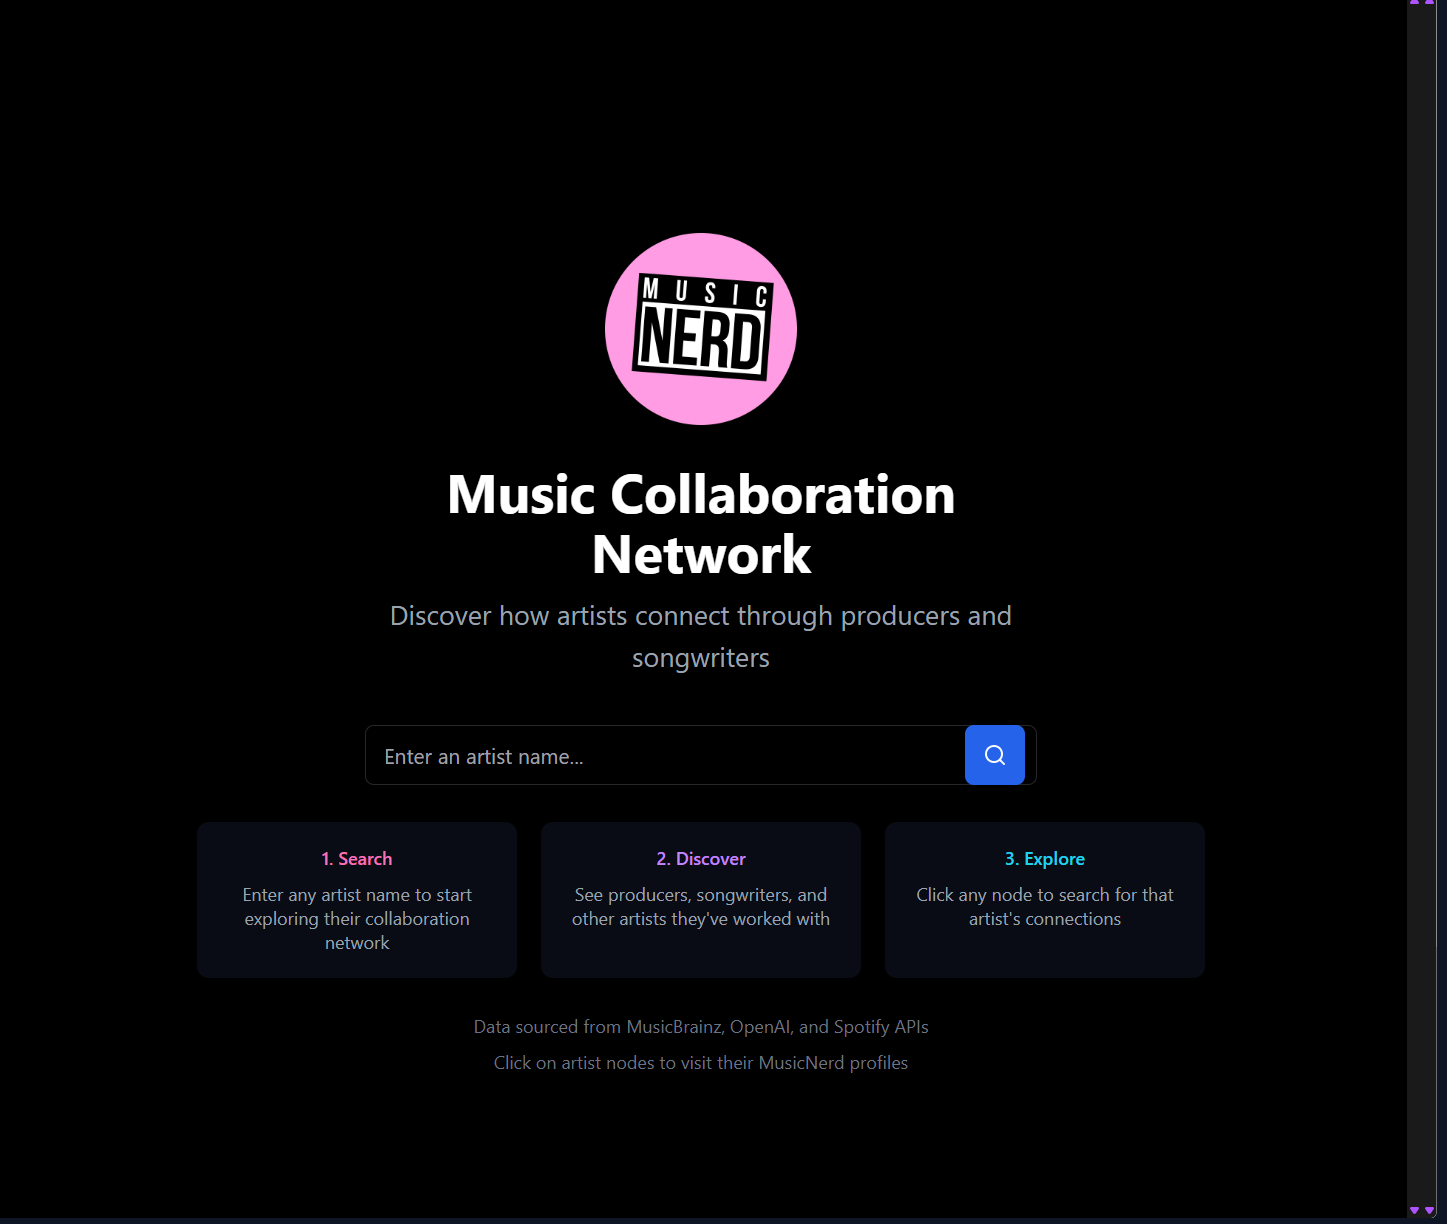 MUSIC
NERD
Music Collaboration
Network
Discover how artists connect through producers and
songwriters
Enter an artist name...
1. Search
Enter any artist name to start
exploring their collaboration
network
2. Discover
See producers, songwriters, and
other artists they've worked with
3. Explore
Click any node to search for that
artist's connections
Data sourced from MusicBrainz, OpenAI, and Spotify APIs
Click on artist nodes to visit their MusicNerd profiles